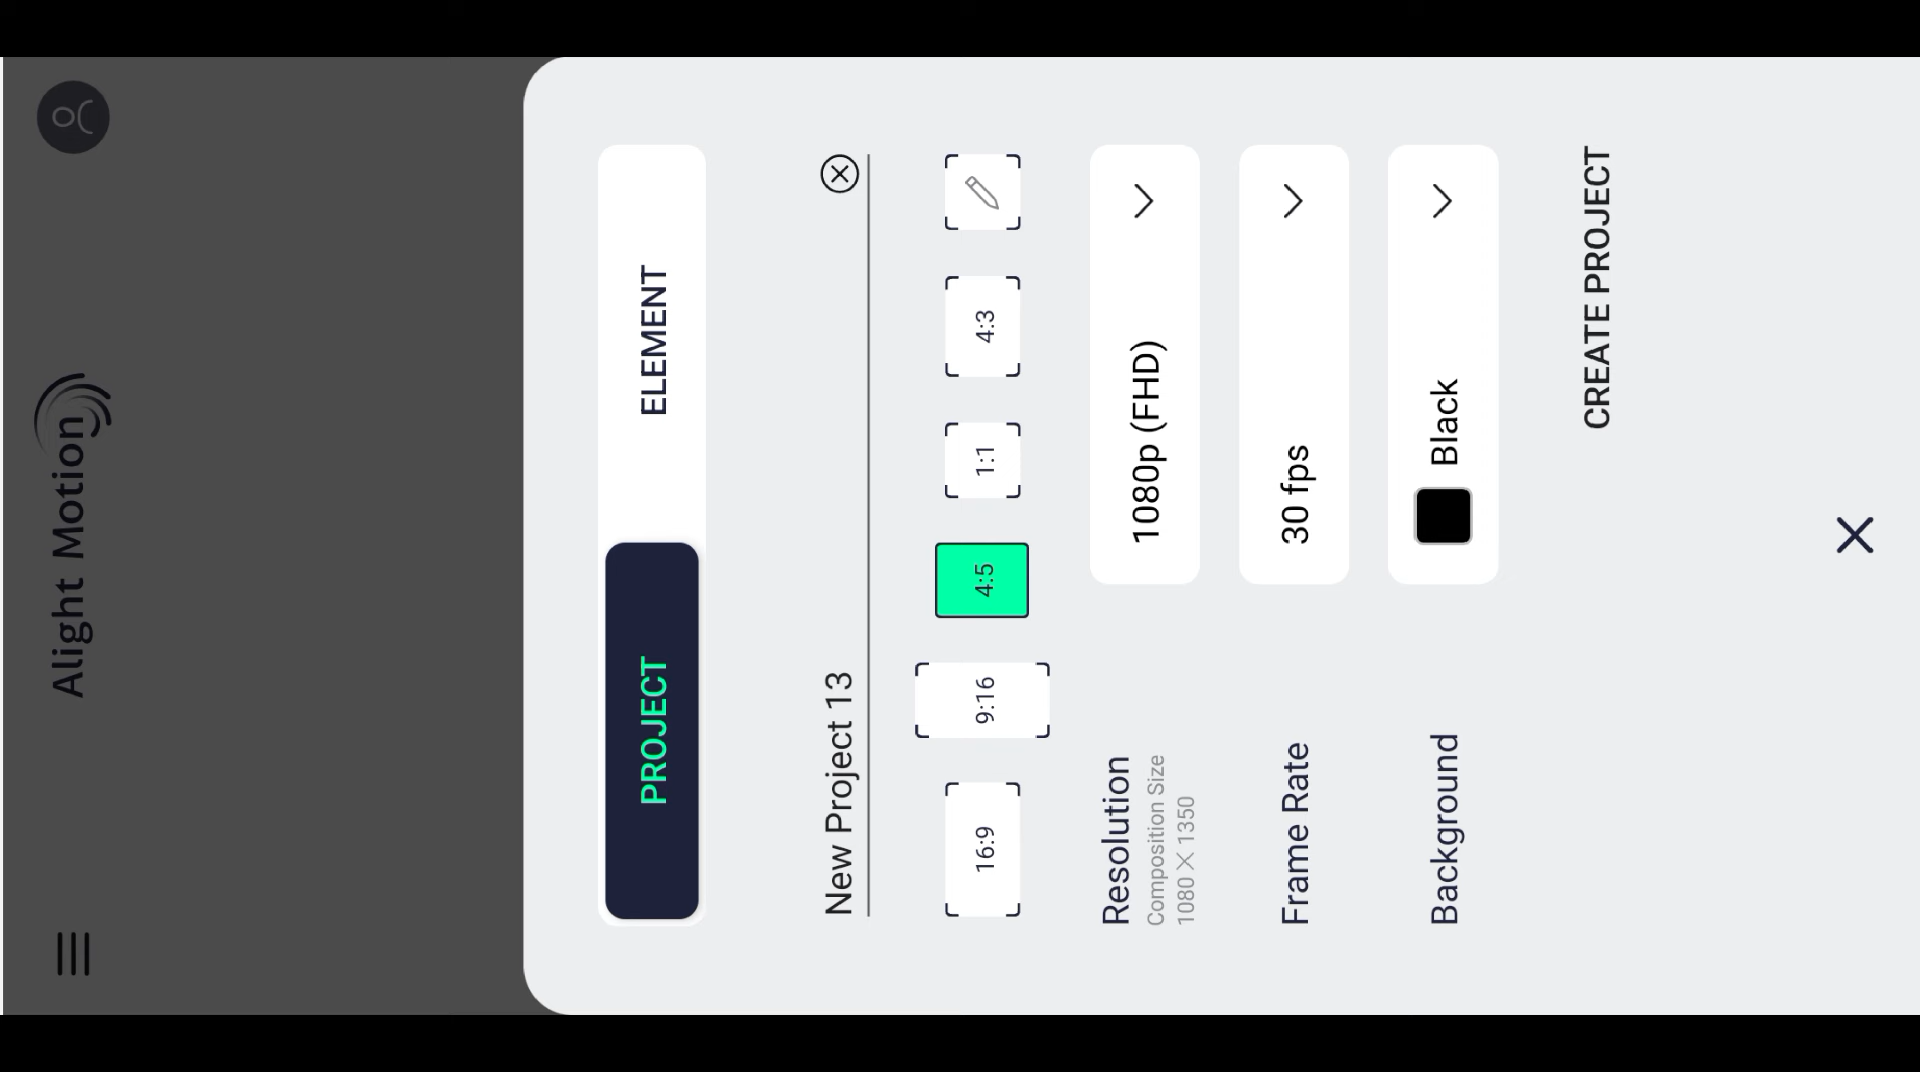 Alight Motion
PROJECT ELEMENT
New Project 13
16:9 9:16 4:5 1:1 4:3
Resolution 1080p (FHD)
Composition Size
1080 X 1350
Frame Rate 30 fps
Background Black
CREATE PROJECT